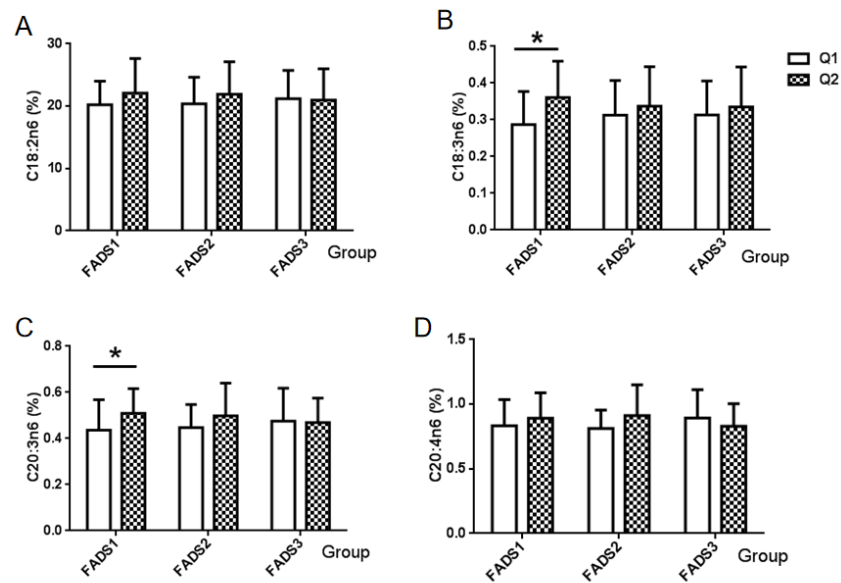 A
C18:2n6 (%)
30
20
10
0
FADS1
FADS2
FADS3
Group
B
C18:3n6 (%)
0.5
0.4
0.3
0.2
0.1
0.0
*
FADS1
FADS2
FADS3
Group
Q1
Q2
C
C20:3n6 (%)
0.8
0.6
0.4
0.2
0.0
*
FADS1
FADS2
FADS3
Group
D
C20:4n6 (%)
1.5
1.0
0.5
0.0
FADS1
FADS2
FADS3
Group